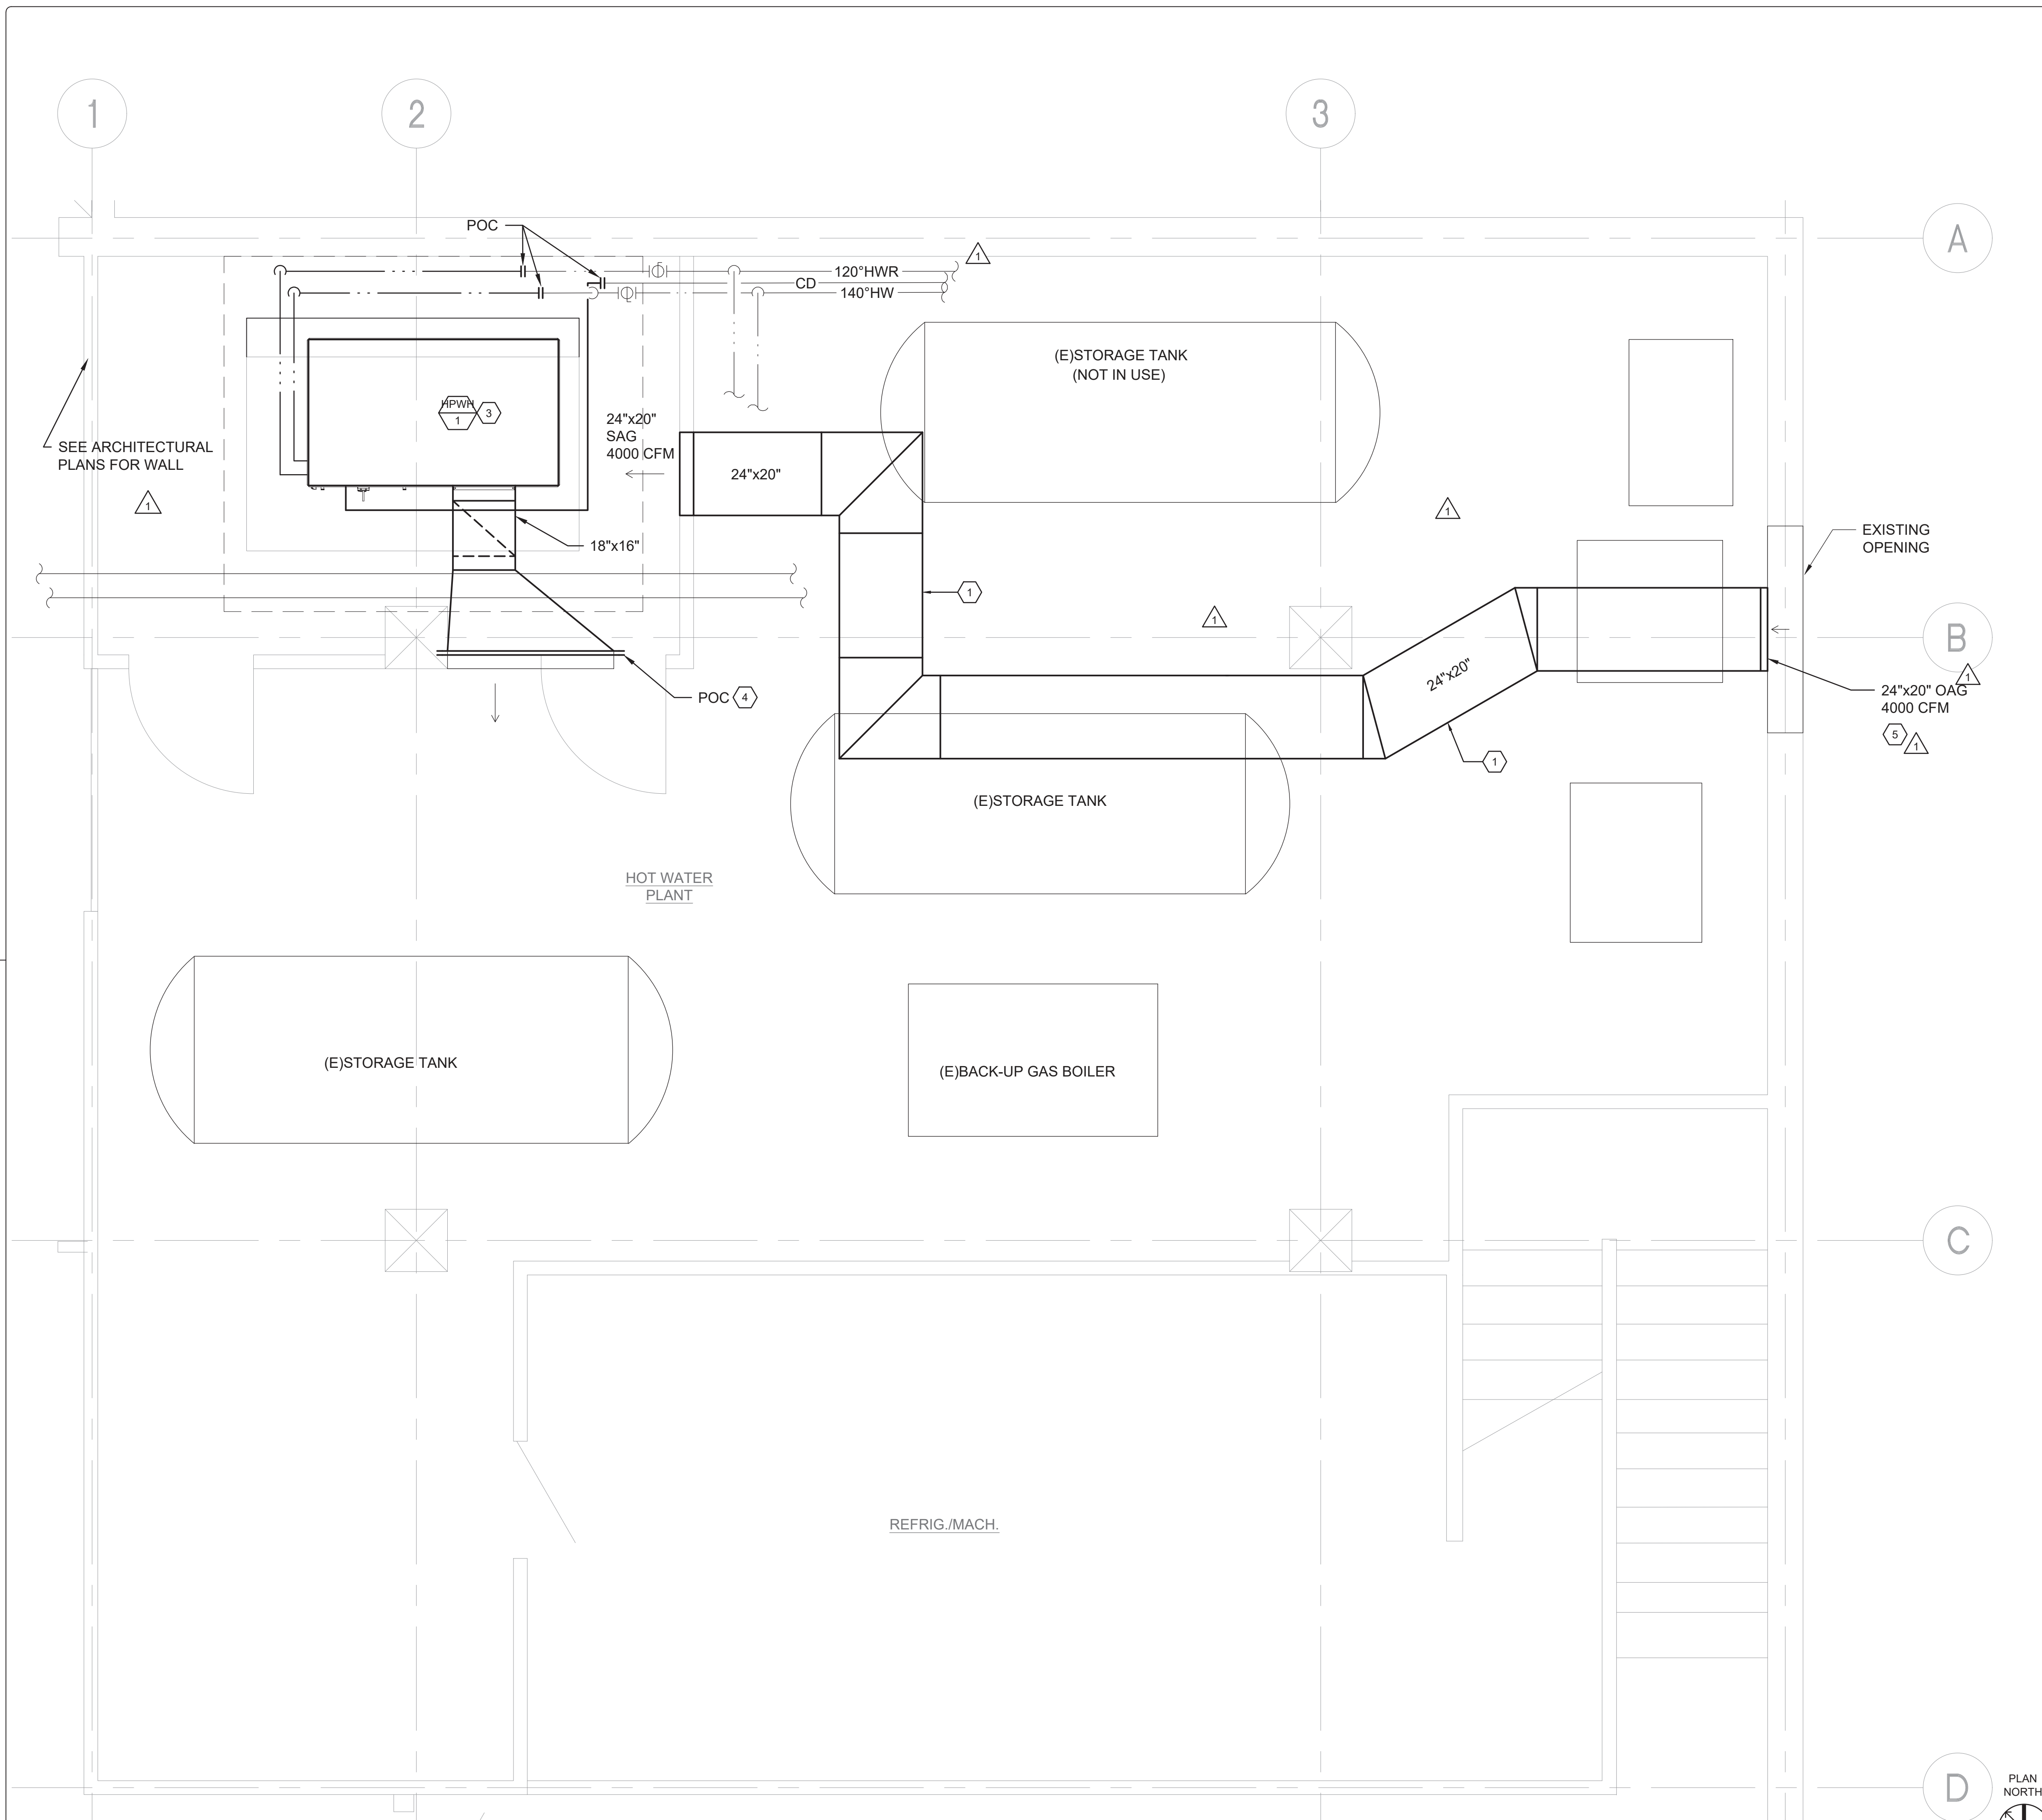 1
2
3
A
POC
1
120°HWR
CD
140°HW
(E)STORAGE TANK
(NOT IN USE)
HPWH
1
3
24"x20"
SAG
4000 CFM
SEE ARCHITECTURAL
PLANS FOR WALL
1
24"x20"
1
EXISTING
OPENING
18"x16"
1
1
B
1
24"x20"
24"x20" OAG
4000 CFM
5
1
POC
4
1
(E)STORAGE TANK
HOT WATER
PLANT
(E)STORAGE TANK
(E)BACK-UP GAS BOILER
C
REFRIG./MACH.
D
PLAN
NORTH